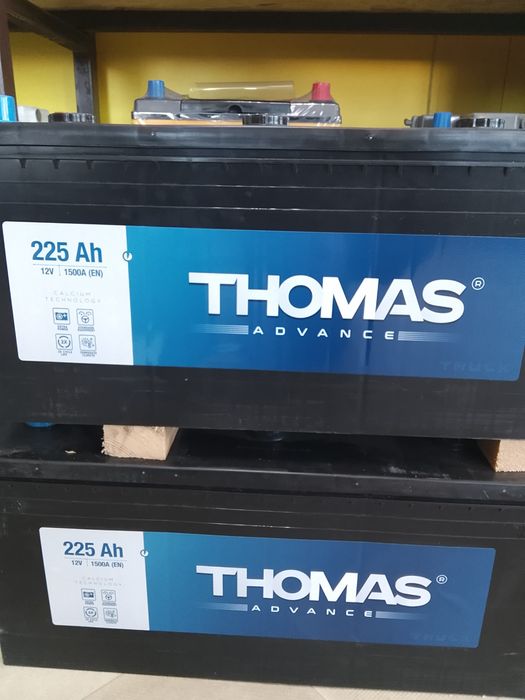 225 Ah
12V 1500A (EN)
CALCIUM
TECHNOLOGY
THOMAS®
ADVANCE
TRUCK
225 Ah
12V 1500A (EN)
CALCIUM
TECHNOLOGY
THOMAS®
ADVANCE
TRUCK